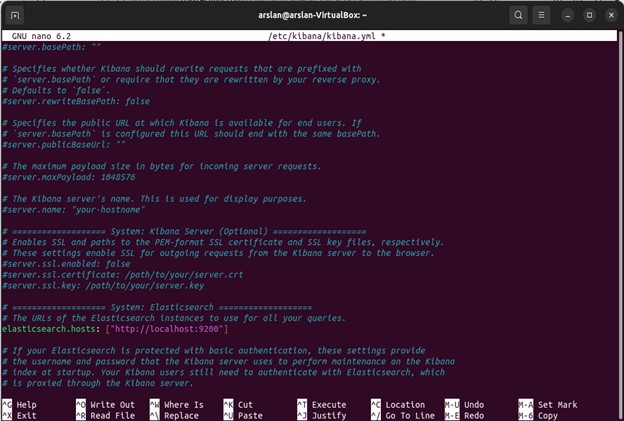 arslan@arslan-VirtualBox: ~
GNU nano 6.2 /etc/kibana/kibana.yml *
#server.basePath: ""
# Specifies whether Kibana should rewrite requests that are prefixed with
# `server.basePath` or require that they are rewritten by your reverse proxy.
# Defaults to `false`.
#server.rewriteBasePath: false
# Specifies the public URL at which Kibana is available for end users. If
# `server.basePath` is configured this URL should end with the same basePath.
#server.publicBaseUrl: ""
# The maximum payload size in bytes for incoming server requests.
#server.maxPayload: 1048576
# The Kibana server's name. This is used for display purposes.
#server.name: "your-hostname"
# =================== System: Kibana Server (Optional) ===================
# Enables SSL and paths to the PEM-format SSL certificate and SSL key files, respectively.
# These settings enable SSL for outgoing requests from the Kibana server to the browser.
#server.ssl.enabled: false
#server.ssl.certificate: /path/to/your/server.crt
#server.ssl.key: /path/to/your/server.key
# =================== System: Elasticsearch ===================
# The URLs of the Elasticsearch instances to use for all your queries.
elasticsearch.hosts: ["http://localhost:9200"]
# If your Elasticsearch is protected with basic authentication, these settings provide
# the username and password that the Kibana server uses to perform maintenance on the Kibana
# index at startup. Your Kibana users still need to authenticate with Elasticsearch, which
# is proxied through the Kibana server.
^G Help ^O Write Out ^W Where Is ^K Cut ^T Execute ^C Location M-U Undo M-A Set Mark
^X Exit ^R Read File ^\ Replace ^U Paste ^J Justify ^/ Go To Line M-E Redo M-6 Copy